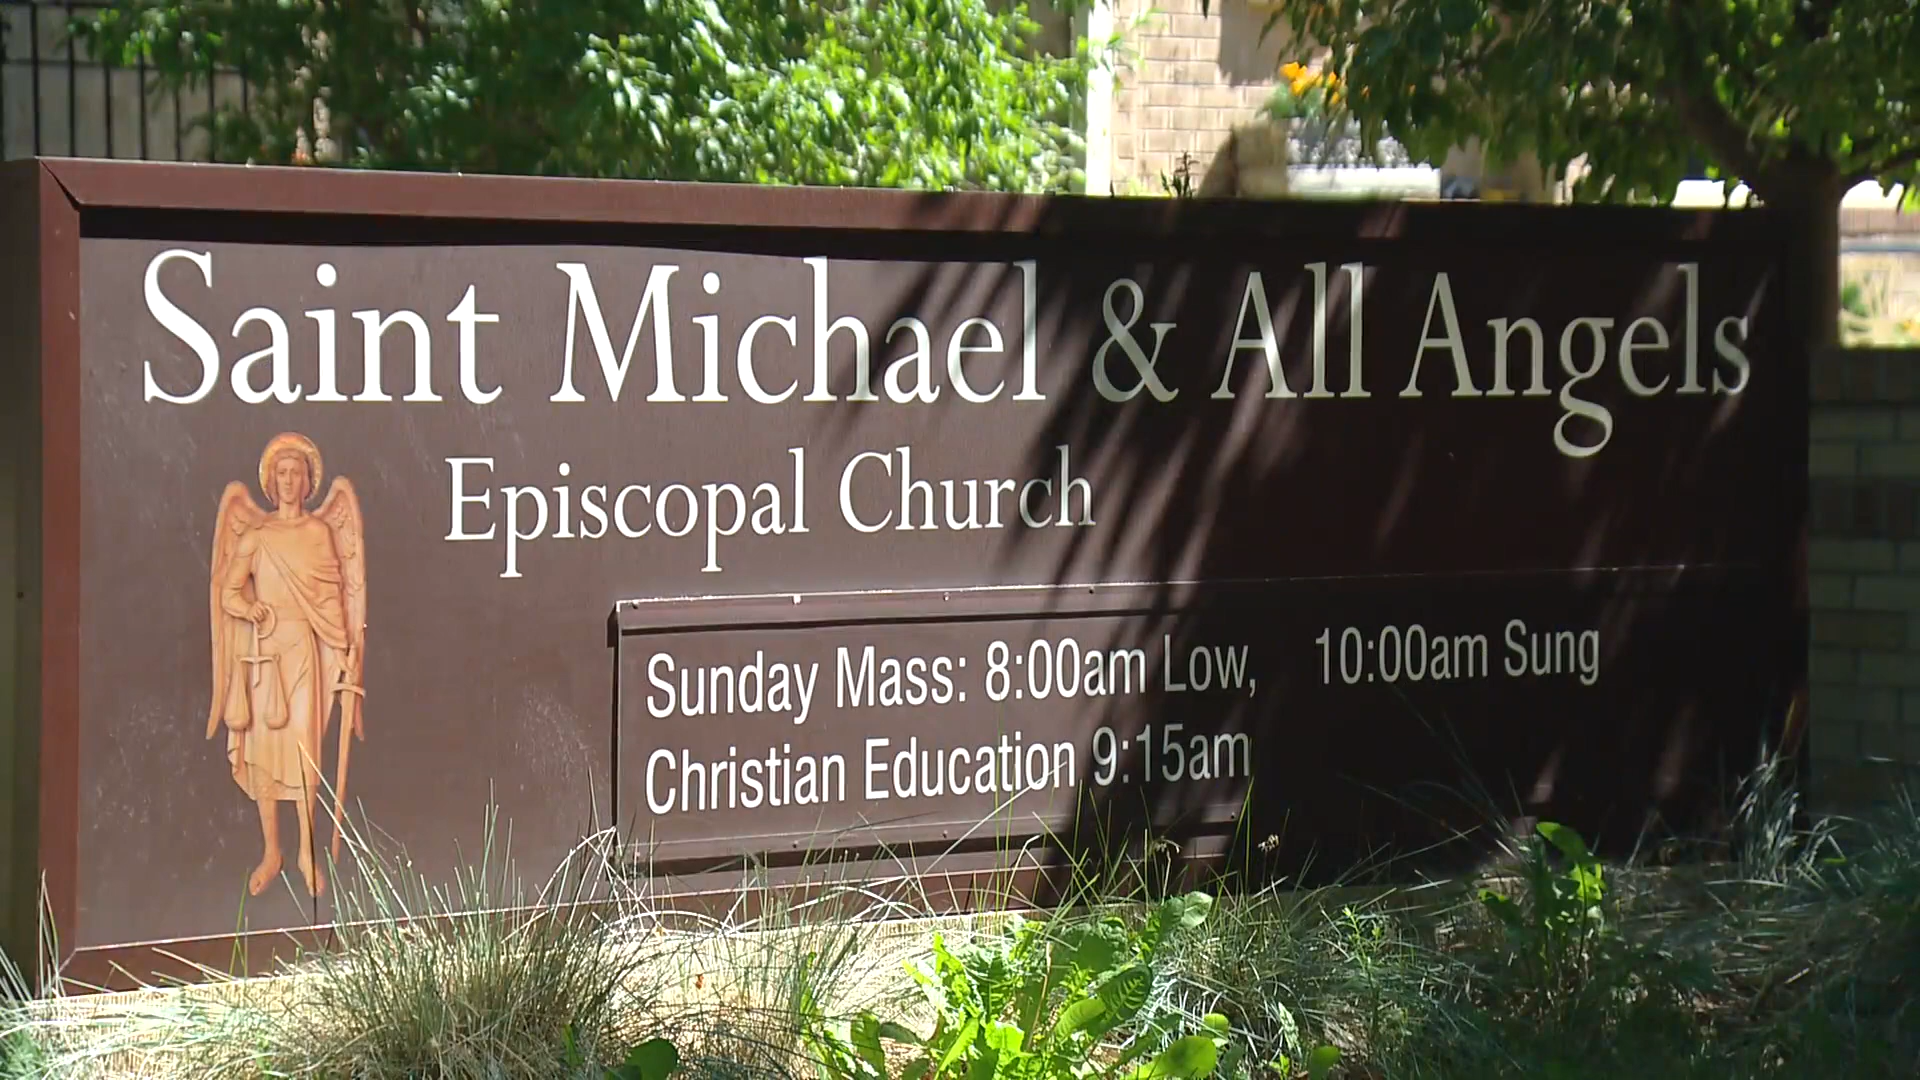 Saint Michael & All Angels
Episcopal Church
Sunday Mass: 8:00am Low, 10:00am Sung
Christian Education 9:15am